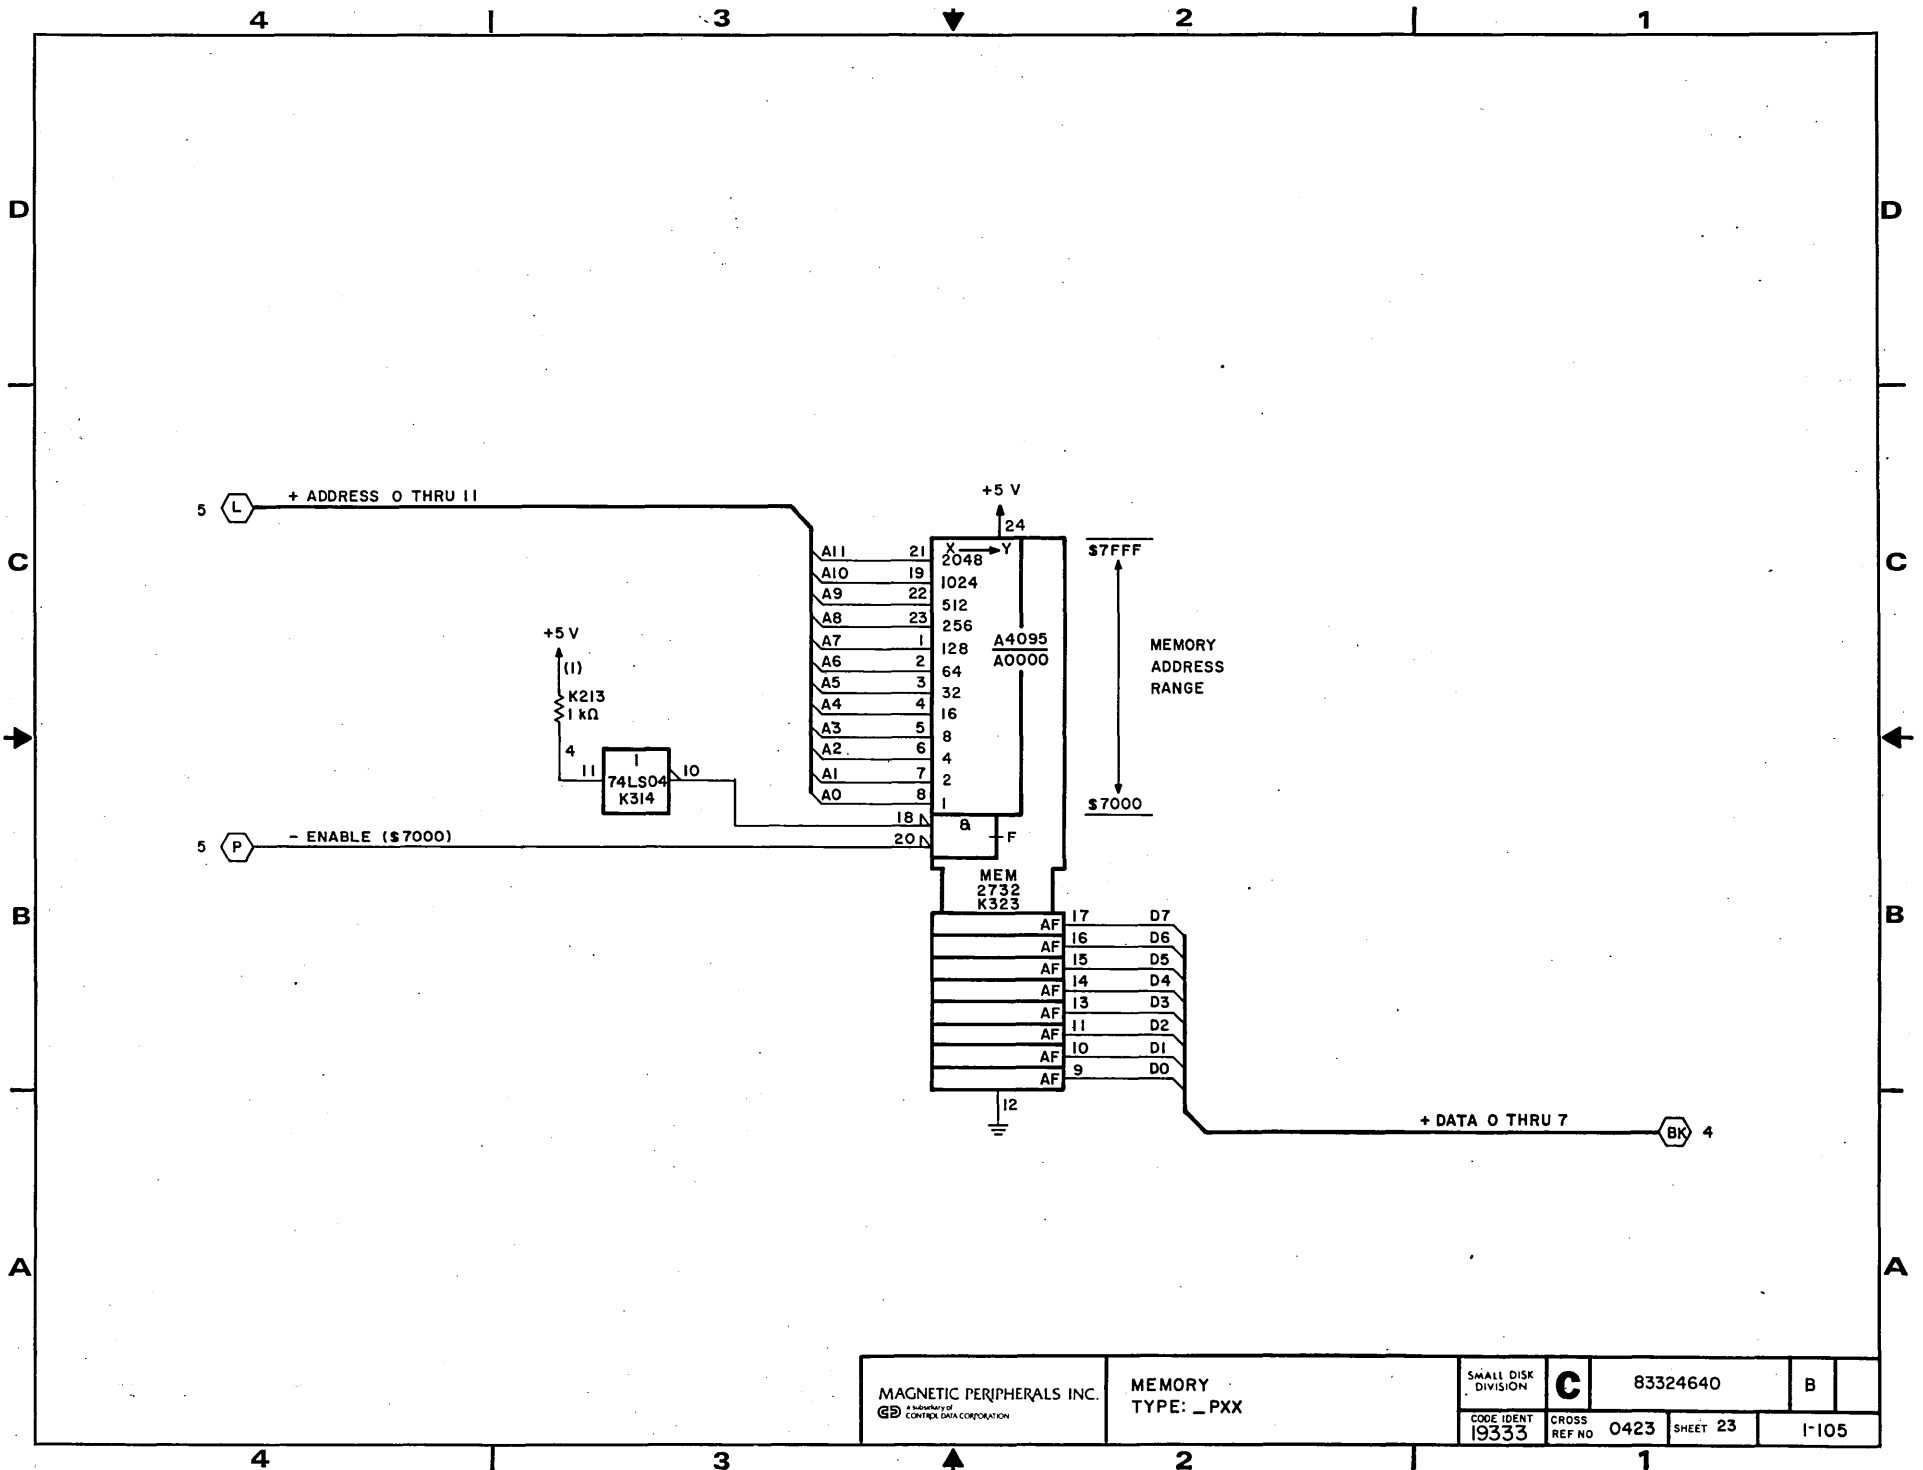 4 3 2 1
D D
5 L + ADDRESS 0 THRU 11
+5 V
24
C C
X Y
A11 21 2048
A10 19 1024
A9 22 512
A8 23 256
A7 1 128
A6 2 64
A5 3 32
A4 4 16
A3 5 8
A2 6 4
A1 7 2
A0 8 1
A4095
A0000
$7FFF
MEMORY
ADDRESS
RANGE
$7000
+5 V
(1)
K213
1 kΩ
4
11 1 10
74LS04
K314
18 &
20 F
5 P - ENABLE ($7000)
MEM
2732
K323
B B
AF 17 D7
AF 16 D6
AF 15 D5
AF 14 D4
AF 13 D3
AF 11 D2
AF 10 D1
AF 9 D0
12
+ DATA 0 THRU 7 BK 4
A A
MAGNETIC PERIPHERALS INC.
a subsidiary of
CONTROL DATA CORPORATION
MEMORY
TYPE: _PXX
SMALL DISK
DIVISION
C
83324640
B
CODE IDENT
19333
CROSS
REF NO 0423
SHEET 23
1-105
4 3 2 1